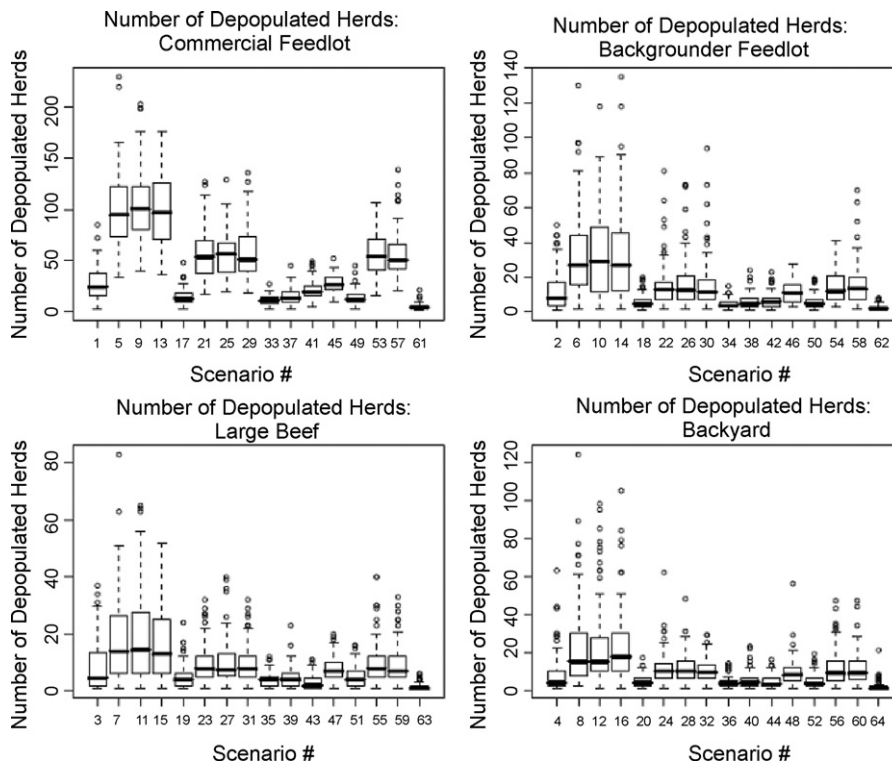 Number of Depopulated Herds:
Commercial Feedlot
Number of Depopulated Herds
200
150
100
50
0
1 5 9 13 17 21 25 29 33 37 41 45 49 53 57 61
Scenario #
Number of Depopulated Herds:
Backgrounder Feedlot
Number of Depopulated Herds
140
120
100
80
60
40
20
0
2 6 10 14 18 22 26 30 34 38 42 46 50 54 58 62
Scenario #
Number of Depopulated Herds:
Large Beef
Number of Depopulated Herds
80
60
40
20
0
3 7 11 15 19 23 27 31 35 39 43 47 51 55 59 63
Scenario #
Number of Depopulated Herds:
Backyard
Number of Depopulated Herds
120
100
80
60
40
20
0
4 8 12 16 20 24 28 32 36 40 44 48 52 56 60 64
Scenario #